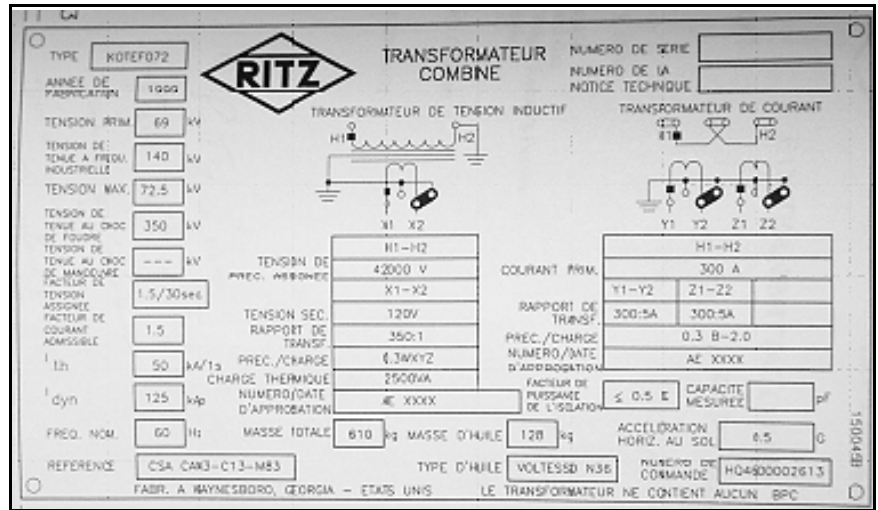 TYPE KOTEF072
RITZ
TRANSFORMATEUR COMBINE
NUMERO DE SERIE
NUMERO DE LA NOTICE TECHNIQUE
ANNEE DE FABRICATION 1999
TENSION PRIM. 69 kV
TENSION DE TENUE A FREQU. INDUSTRIELLE 140 kV
TENSION MAX. 72.5 kV
TENSION DE TENUE AU CHOC DE FOUDRE 350 kV
TENSION DE TENUE AU CHOC DE MANOEUVRE --- kV
FACTEUR DE TENSION ASSIGNEE 1.5/30sec
FACTEUR DE COURANT ADMISSIBLE 1.5
I th 50 kA/1s
I dyn 125 kAp
FREQ. NOM. 60 Hz
TRANSFORMATEUR DE TENSION INDUCTIF
H1 H2
X1 X2
H1-H2
TENSION DE PREC. ASSIGNEE 42000 V
X1-X2
TENSION SEC. 120V
RAPPORT DE TRANSF. 350:1
PREC./CHARGE 0.3WXYZ
CHARGE THERMIQUE 2500VA
NUMERO/DATE D'APPROBATION AE XXXX
TRANSFORMATEUR DE COURANT
H1 H2
Y1 Y2 Z1 Z2
H1-H2
COURANT PRIM. 300 A
Y1-Y2 Z1-Z2
RAPPORT DE TRANSF. 300:5A 300:5A
PREC./CHARGE 0.3 B-2.0
NUMERO/DATE D'APPROBATION AE XXXX
FACTEUR DE PUISSANCE DE L'ISOLATION ≤ 0.5 %
CAPACITE MESUREE pF
MASSE TOTALE 610 kg MASSE D'HUILE 128 kg
ACCELERATION HORIZ. AU SOL 0.5 G
REFERENCE CSA CAN3-C13-M83
TYPE D'HUILE VOLTESSO N36
NUMERO DE COMMANDE HQ4500002613
FABR. A WAYNESBORO, GEORGIA - ETATS UNIS
LE TRANSFORMATEUR NE CONTIENT AUCUN BPC